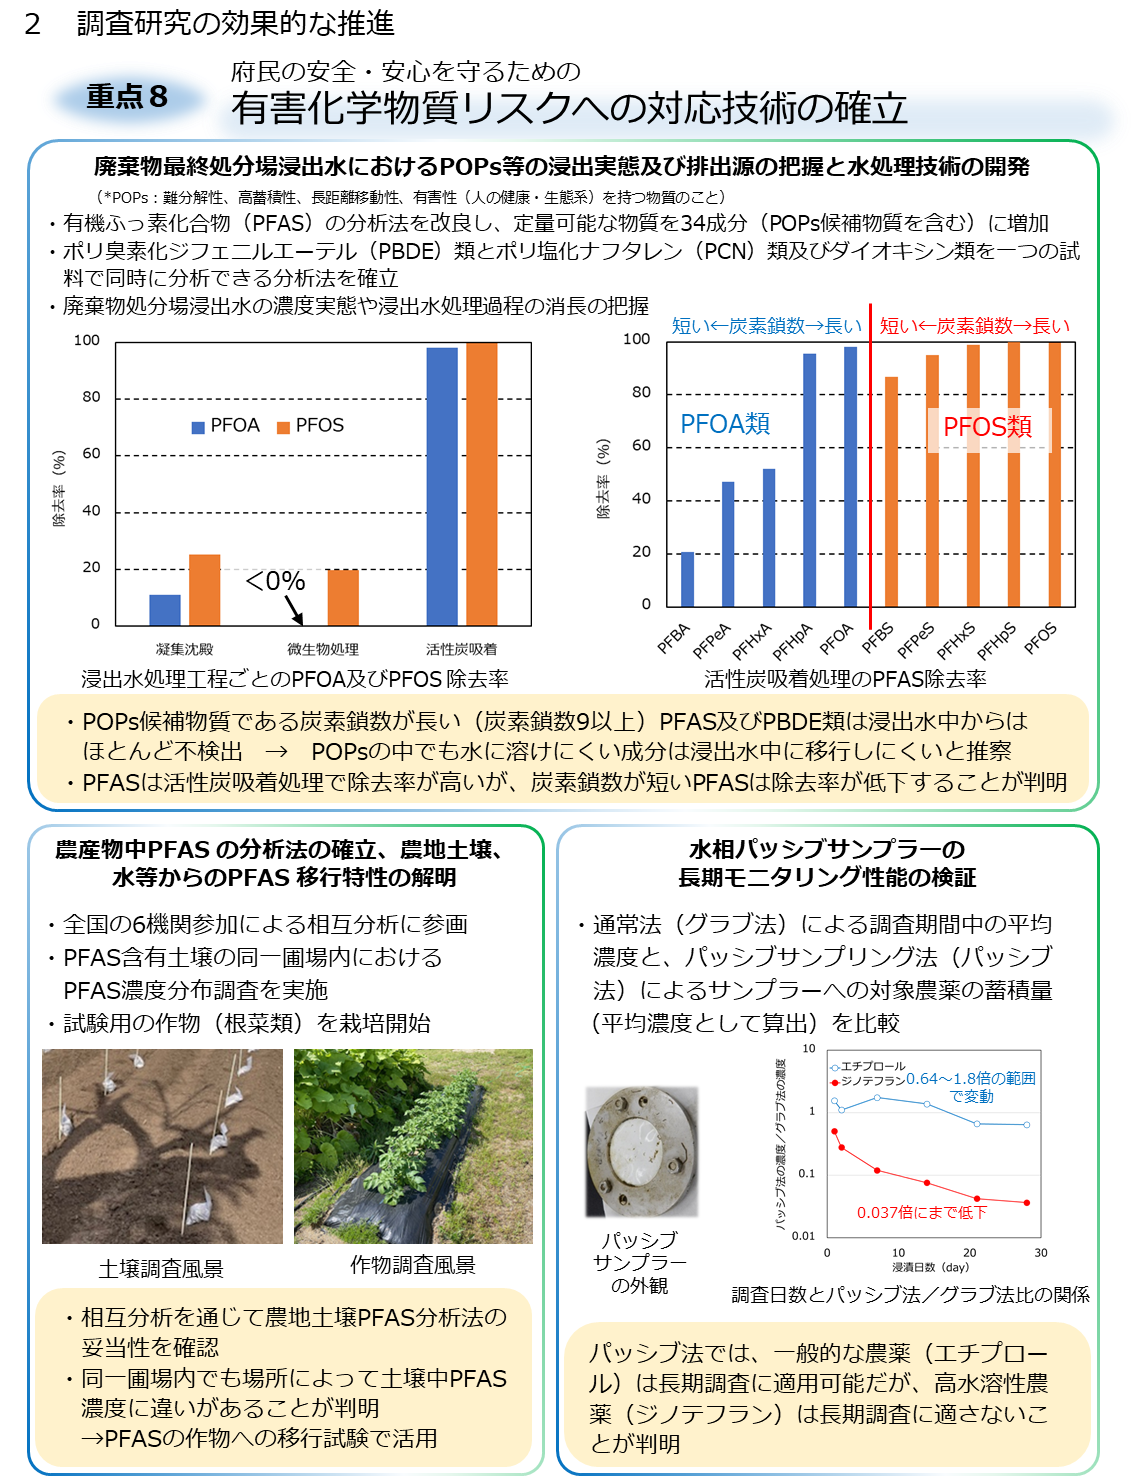 2　調査研究の効果的な推進
重点８
府民の安全・安心を守るための
有害化学物質リスクへの対応技術の確立
廃棄物最終処分場浸出水におけるPOPs等の浸出実態及び排出源の把握と水処理技術の開発
（*POPs：難分解性、高蓄積性、長距離移動性、有害性（人の健康・生態系）を持つ物質のこと）
・有機ふっ素化合物（PFAS）の分析法を改良し、定量可能な物質を34成分（POPs候補物質を含む）に増加
・ポリ臭素化ジフェニルエーテル（PBDE）類とポリ塩化ナフタレン（PCN）類及びダイオキシン類を一つの試
料で同時に分析できる分析法を確立
・廃棄物処分場浸出水の濃度実態や浸出水処理過程の消長の把握
100
80
60
40
20
0
除去率（%）
PFOA
PFOS
＜0%
凝集沈殿
微生物処理
活性炭吸着
浸出水処理工程ごとのPFOA及びPFOS 除去率
短い←炭素鎖数→長い
短い←炭素鎖数→長い
100
80
60
40
20
0
除去率（%）
PFOA類
PFOS類
PFBA
PFPeA
PFHxA
PFHpA
PFOA
PFBS
PFPeS
PFHxS
PFHpS
PFOS
活性炭吸着処理のPFAS除去率
・POPs候補物質である炭素鎖数が長い（炭素鎖数9以上）PFAS及びPBDE類は浸出水中からは
ほとんど不検出　→　POPsの中でも水に溶けにくい成分は浸出水中に移行しにくいと推察
・PFASは活性炭吸着処理で除去率が高いが、炭素鎖数が短いPFASは除去率が低下することが判明
農産物中PFAS の分析法の確立、農地土壌、
水等からのPFAS 移行特性の解明
・全国の6機関参加による相互分析に参画
・PFAS含有土壌の同一圃場内における
PFAS濃度分布調査を実施
・試験用の作物（根菜類）を栽培開始
土壌調査風景
作物調査風景
・相互分析を通じて農地土壌PFAS分析法の
妥当性を確認
・同一圃場内でも場所によって土壌中PFAS
濃度に違いがあることが判明
→PFASの作物への移行試験で活用
水相パッシブサンプラーの
長期モニタリング性能の検証
・通常法（グラブ法）による調査期間中の平均
濃度と、パッシブサンプリング法（パッシブ
法）によるサンプラーへの対象農薬の蓄積量
（平均濃度として算出）を比較
パッシブ
サンプラー
の外観
パッシブ法の濃度／グラブ法の濃度
10
1
0.1
0.01
エチプロール
ジノテフラン
0.64～1.8倍の範囲
で変動
0.037倍にまで低下
0
10
20
30
浸漬日数（day）
調査日数とパッシブ法／グラブ法比の関係
パッシブ法では、一般的な農薬（エチプロー
ル）は長期調査に適用可能だが、高水溶性農
薬（ジノテフラン）は長期調査に適さないこ
とが判明